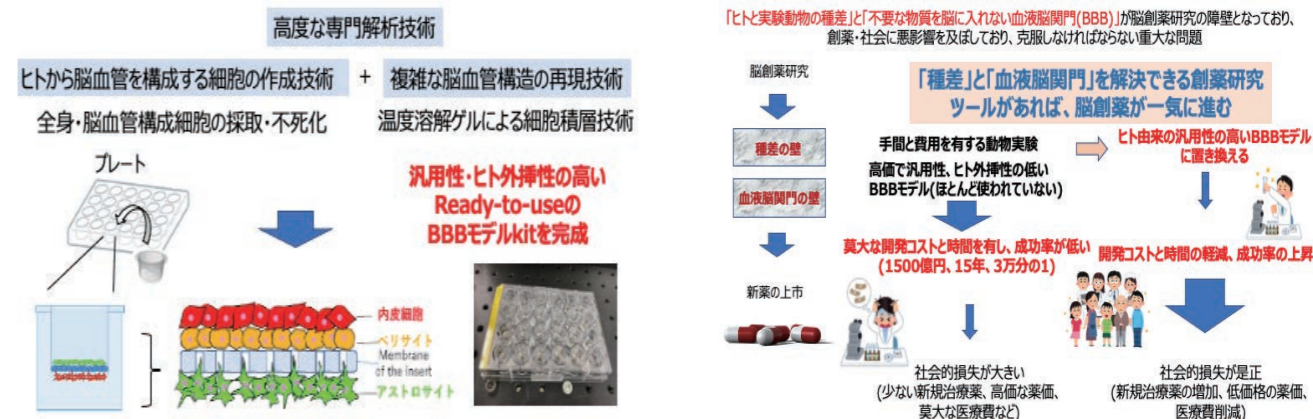 高度な専門解析技術
ヒトから脳血管を構成する細胞の作成技術
+
複雑な脳血管構造の再現技術
全身・脳血管構成細胞の採取・不死化
温度溶解ゲルによる細胞積層技術
プレート
汎用性・ヒト外挿性の高い
Ready-to-useの
BBBモデルkitを完成
内皮細胞
ペリサイト
Membrane
of the Insert
アストロサイト
「ヒトと実験動物の種差」と「不要な物質を脳に入れない血液脳関門(BBB)」が脳創薬研究の障壁となっており、
創薬・社会に悪影響を及ぼしており、克服しなければならない重大な問題
脳創薬研究
種差の壁
血液脳関門の壁
新薬の上市
「種差」と「血液脳関門」を解決できる創薬研究
ツールがあれば、脳創薬が一気に進む
手間と費用を有する動物実験
高価で汎用性、ヒト外挿性の低い
BBBモデル(ほとんど使われていない)
ヒト由来の汎用性の高いBBBモデル
に置き換える
莫大な開発コストと時間を有し、成功率が低い
(1500億円、15年、3万分の1)
開発コストと時間の軽減、成功率の上昇
社会的損失が大きい
(少ない新規治療薬、高価な薬価、
莫大な医療費など)
社会的損失が是正
(新規治療薬の増加、低価格の薬価、
医療費削減)